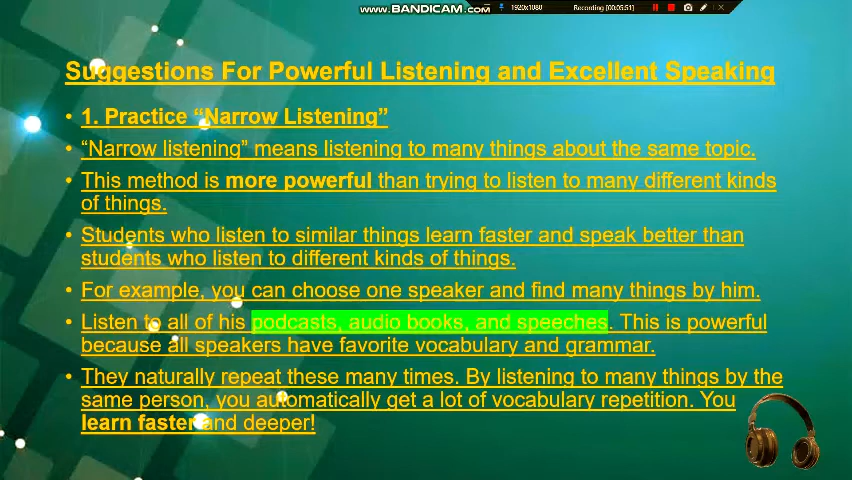 www.BANDICAM.com
1920x1080
Recording [00:05:51]
Suggestions For Powerful Listening and Excellent Speaking
• 1. Practice “Narrow Listening”
• “Narrow listening” means listening to many things about the same topic.
• This method is more powerful than trying to listen to many different kinds
of things.
• Students who listen to similar things learn faster and speak better than
students who listen to different kinds of things.
• For example, you can choose one speaker and find many things by him.
• Listen to all of his podcasts, audio books, and speeches. This is powerful
because all speakers have favorite vocabulary and grammar.
• They naturally repeat these many times. By listening to many things by the
same person, you automatically get a lot of vocabulary repetition. You
learn faster and deeper!